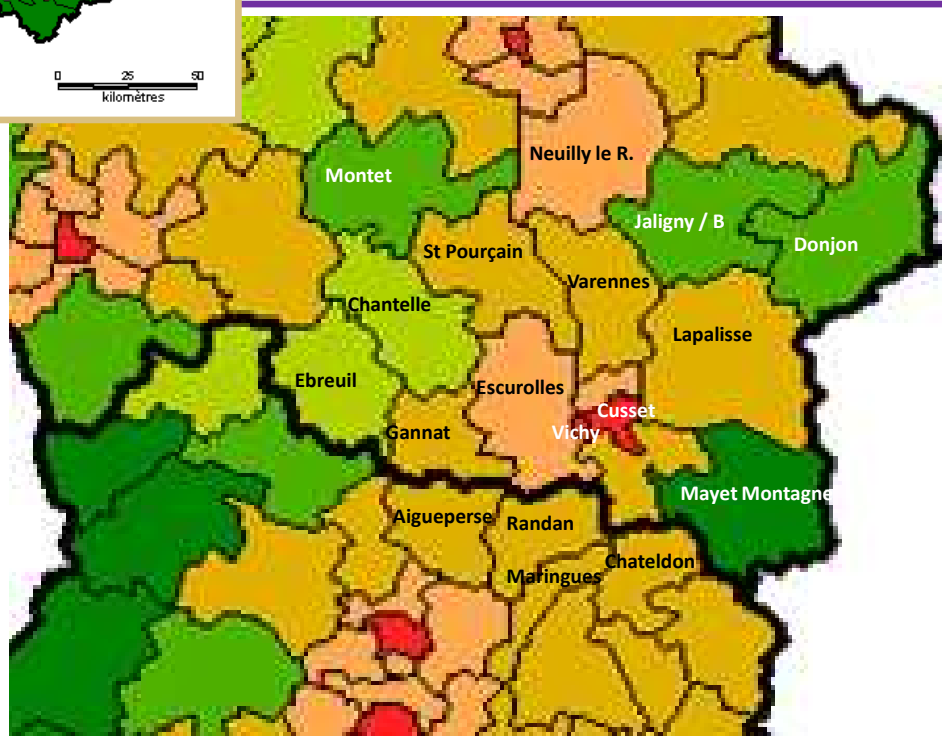 0 25 50
kilomètres
Neuilly le R.
Montet
Jaligny / B
Donjon
St Pourçain
Varennes
Chantelle
Lapalisse
Ebreuil
Escurolles
Cusset
Gannat
Vichy
Mayet Montagne
Aigueperse
Randan
Chateldon
Maringues